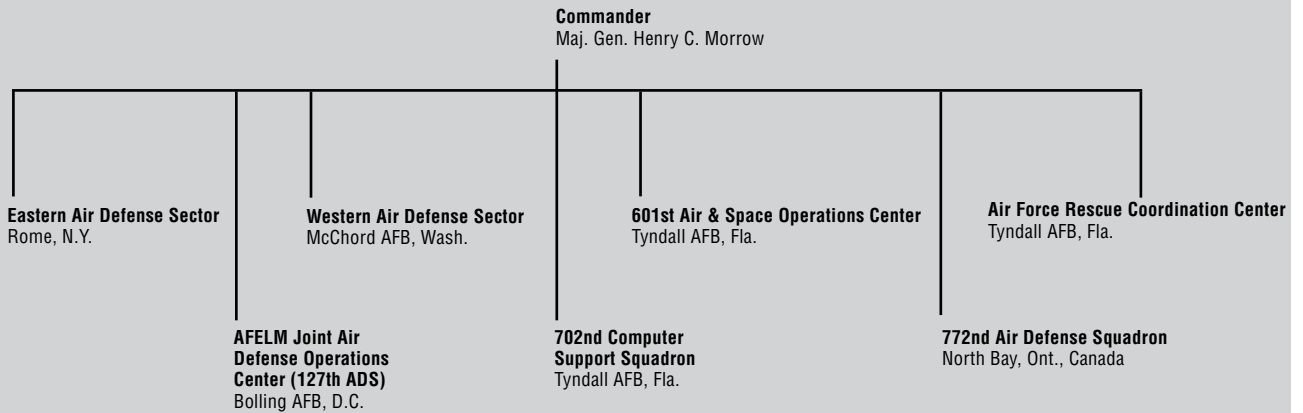 Commander
Maj. Gen. Henry C. Morrow
Eastern Air Defense Sector
Rome, N.Y.
Western Air Defense Sector
McChord AFB, Wash.
601st Air & Space Operations Center
Tyndall AFB, Fla.
Air Force Rescue Coordination Center
Tyndall AFB, Fla.
AFELM Joint Air
Defense Operations
Center (127th ADS)
Bolling AFB, D.C.
702nd Computer
Support Squadron
Tyndall AFB, Fla.
772nd Air Defense Squadron
North Bay, Ont., Canada